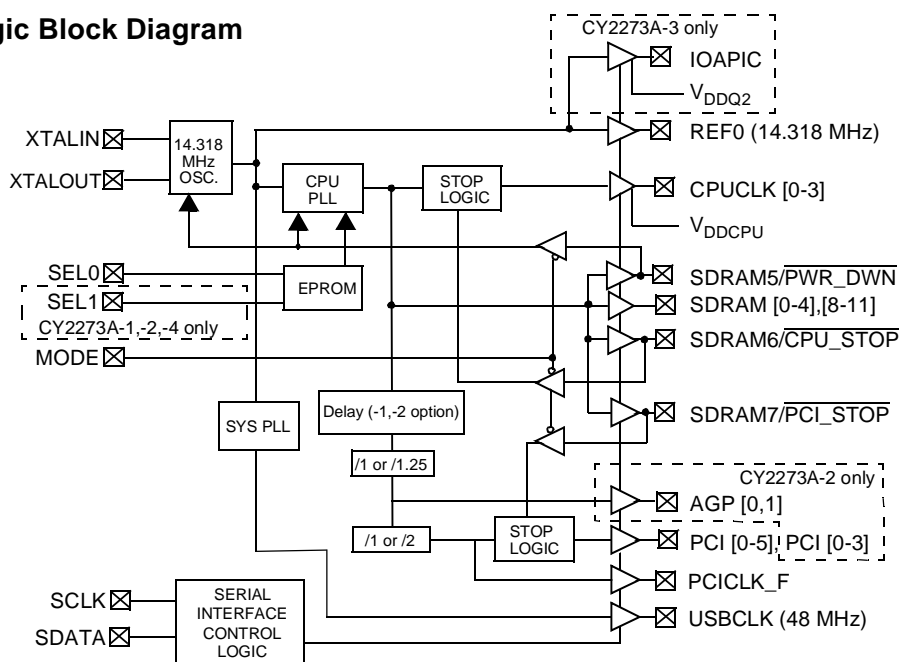 gic Block Diagram
CY2273A-3 only
IOAPIC
VDDQ2
XTALIN
14.318
MHz
OSC.
REF0 (14.318 MHz)
XTALOUT
CPU
PLL
STOP
LOGIC
CPUCLK [0-3]
VDDCPU
SEL0
EPROM
SDRAM5/PWR_DWN
SEL1
SDRAM [0-4],[8-11]
CY2273A-1,-2,-4 only
SDRAM6/CPU_STOP
MODE
SYS PLL
Delay (-1,-2 option)
SDRAM7/PCI_STOP
/1 or /1.25
CY2273A-2 only
AGP [0,1]
/1 or /2
STOP
LOGIC
PCI [0-5], PCI [0-3]
PCICLK_F
SCLK
SERIAL
INTERFACE
CONTROL
LOGIC
USBCLK (48 MHz)
SDATA